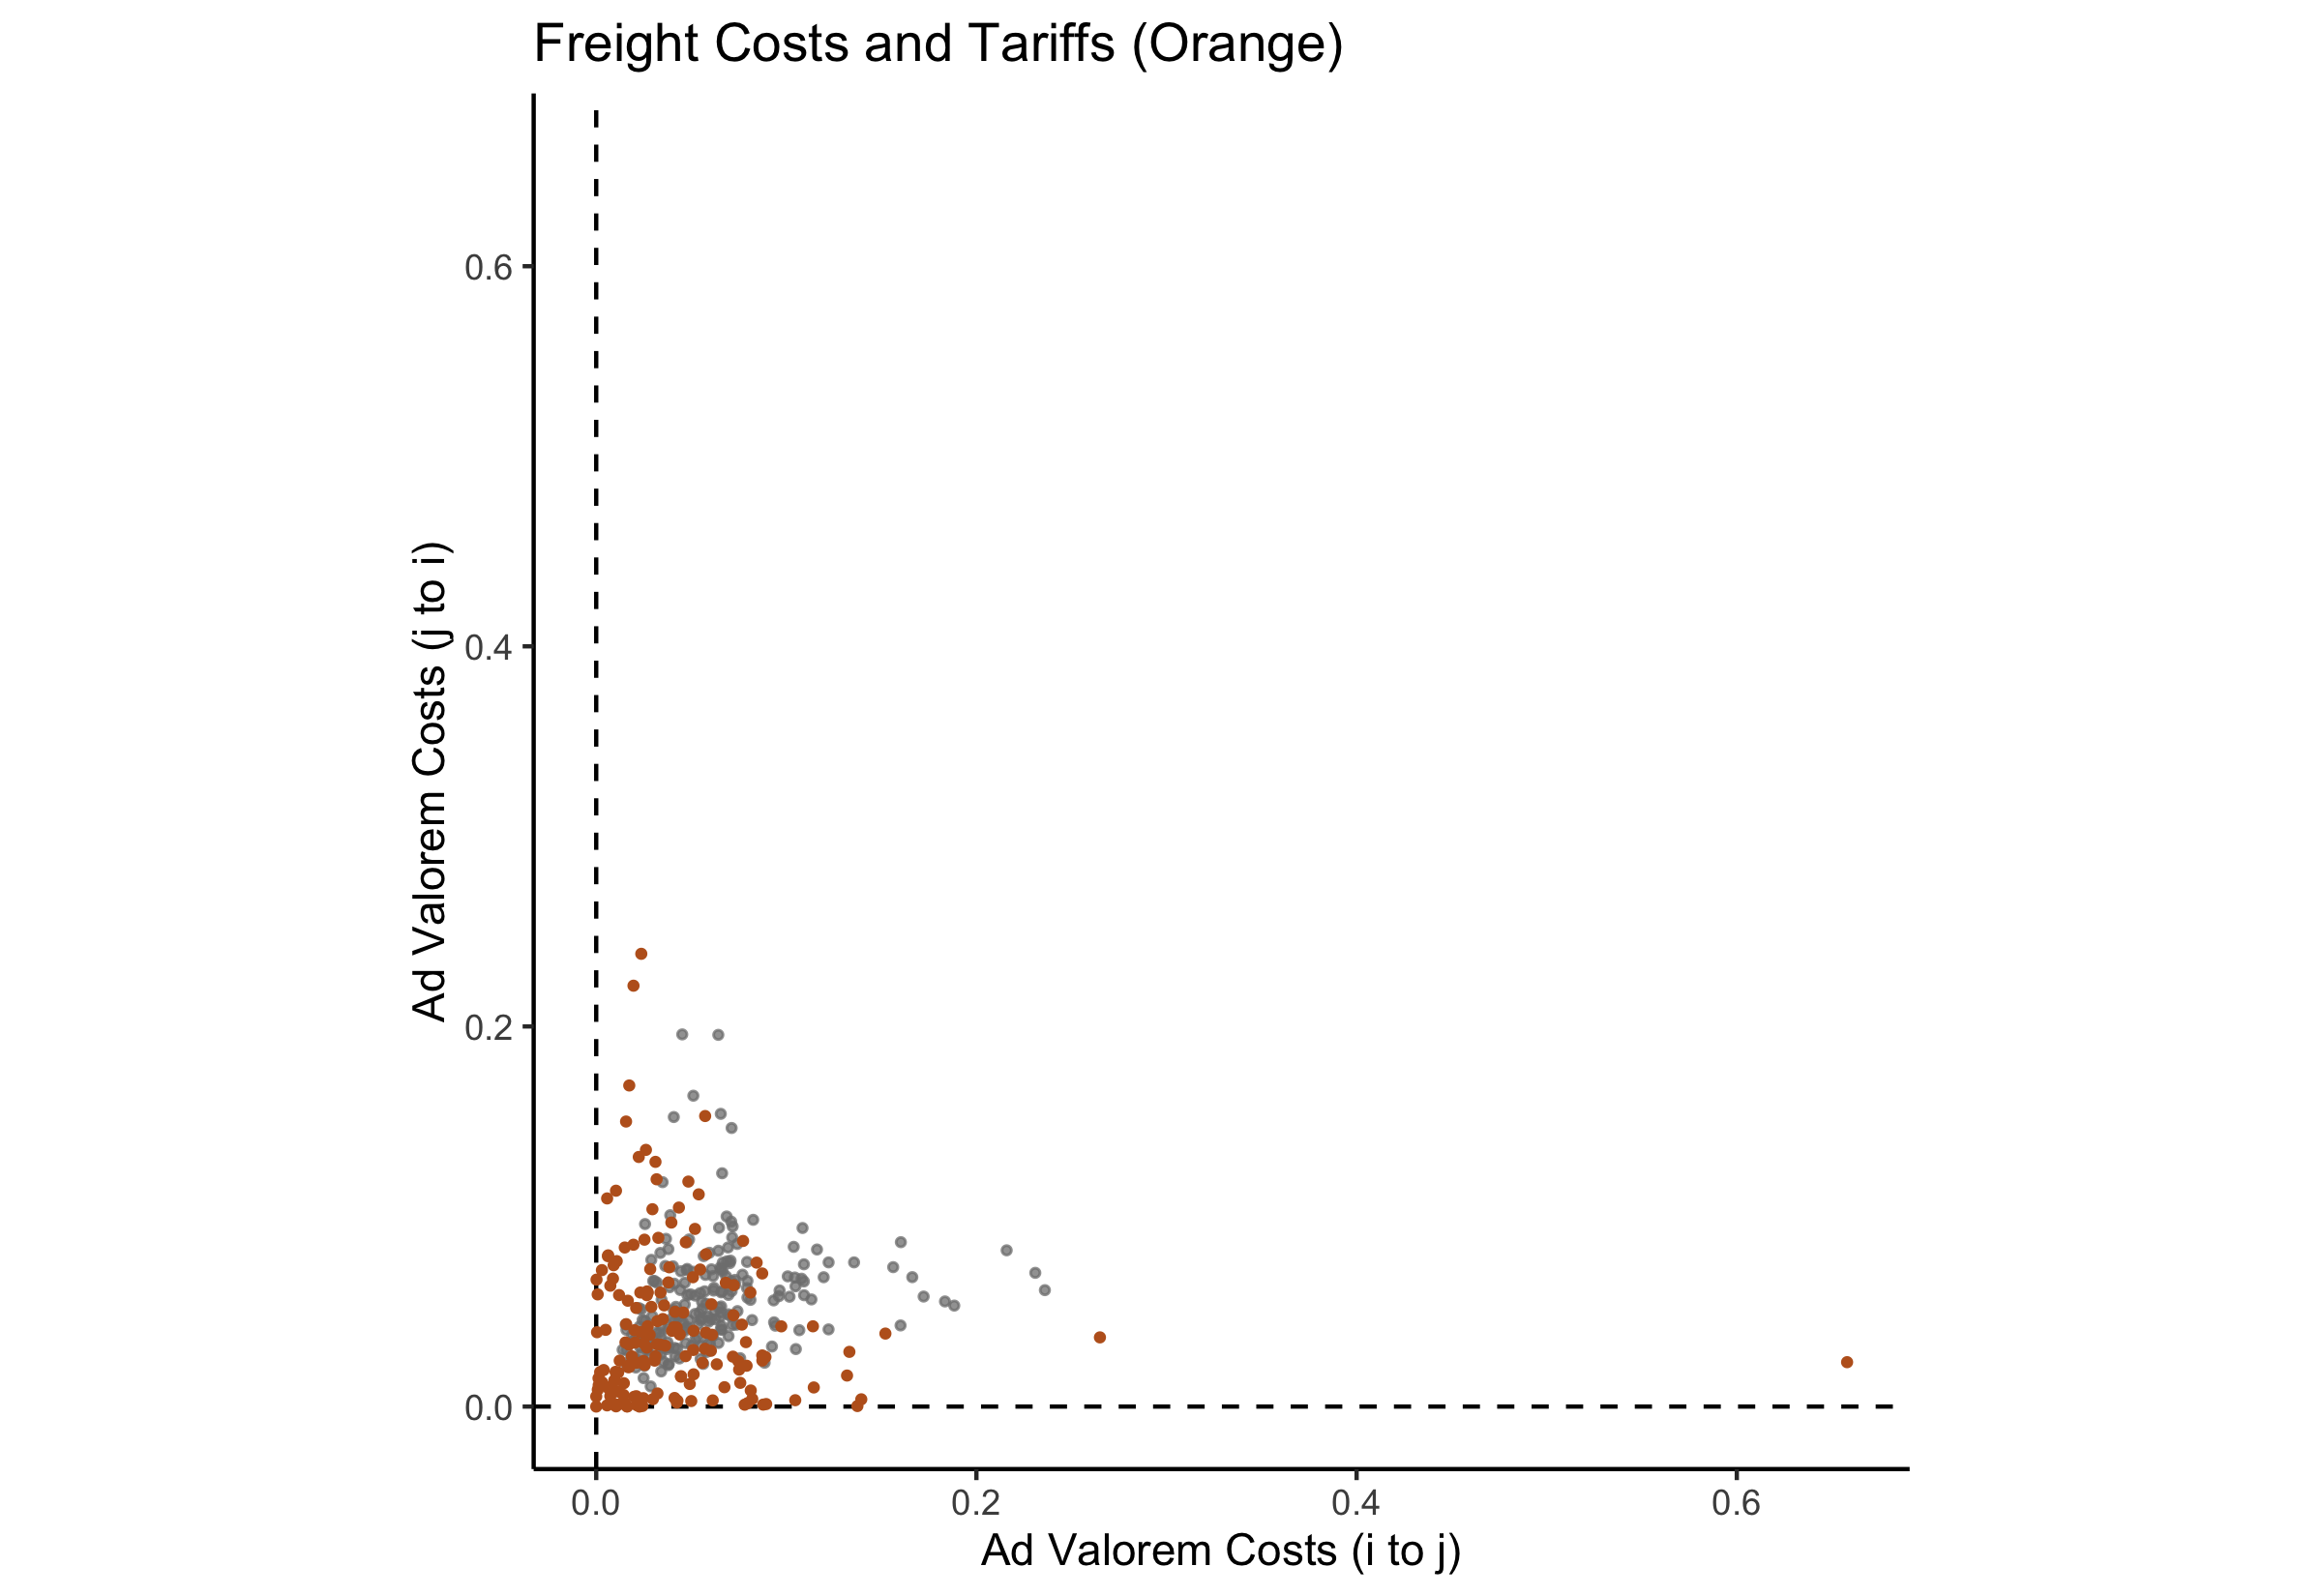 Freight Costs and Tariffs (Orange)
Ad Valorem Costs (j to i)
0.6
0.4
0.2
0.0
0.0
0.2
0.4
0.6
Ad Valorem Costs (i to j)